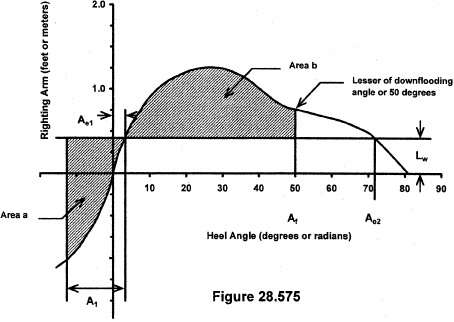 Righting Arm (feet or meters)
2.0
1.0
1.0
Area b
Lesser of downflooding
angle or 50 degrees
Ae1
Lw
10 20 30 40 50 60 70 80 90
Area a
Af
Ae2
Heel Angle (degrees or radians)
A1
Figure 28.575